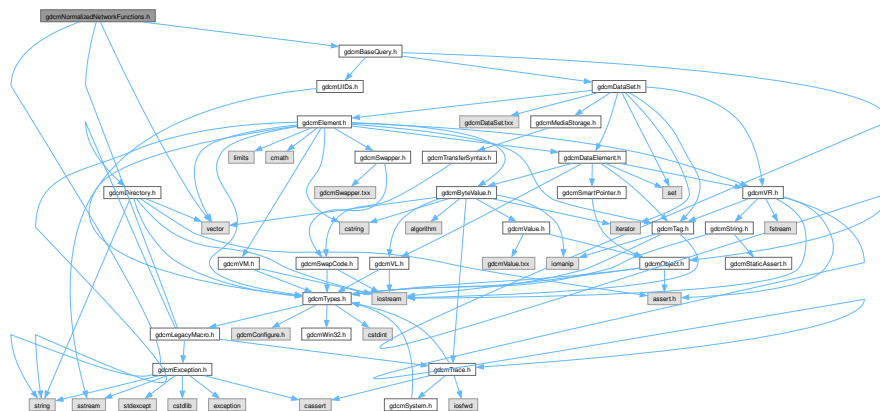 gdcmNormalizedNetworkFunctions.h
gdcmBaseQuery.h
gdcmUIDs.h
gdcmDataSet.h
gdcmElement.h
gdcmDataSet.txx
gdcmMediaStorage.h
limits
cmath
gdcmSwapper.h
gdcmTransferSyntax.h
gdcmDataElement.h
gdcmDirectory.h
gdcmSwapper.txx
gdcmByteValue.h
gdcmSmartPointer.h
set
gdcmVR.h
vector
cstring
algorithm
gdcmValue.h
iterator
gdcmTag.h
gdcmString.h
fstream
gdcmVM.h
gdcmSwapCode.h
gdcmVL.h
gdcmValue.txx
iomanip
gdcmObject.h
gdcmStaticAssert.h
gdcmTypes.h
iostream
assert.h
gdcmLegacyMacro.h
gdcmConfigure.h
gdcmWin32.h
cstdint
gdcmException.h
gdcmTrace.h
string
sstream
stdexcept
cstdlib
exception
cassert
gdcmSystem.h
iosfwd